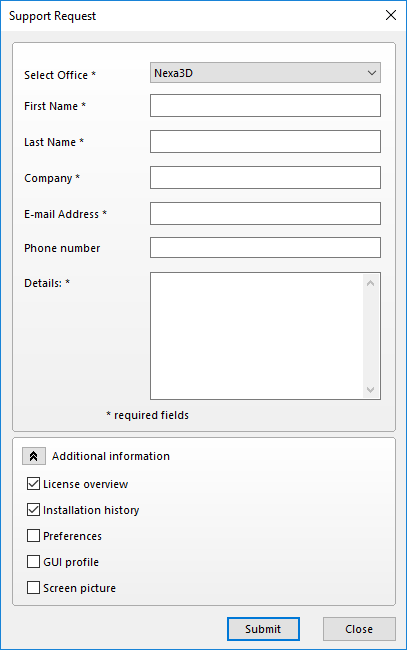 Support Request
Select Office * Nexa3D
First Name *
Last Name *
Company *
E-mail Address *
Phone number
Details: *
* required fields
Additional information
License overview
Installation history
Preferences
GUI profile
Screen picture
Submit Close